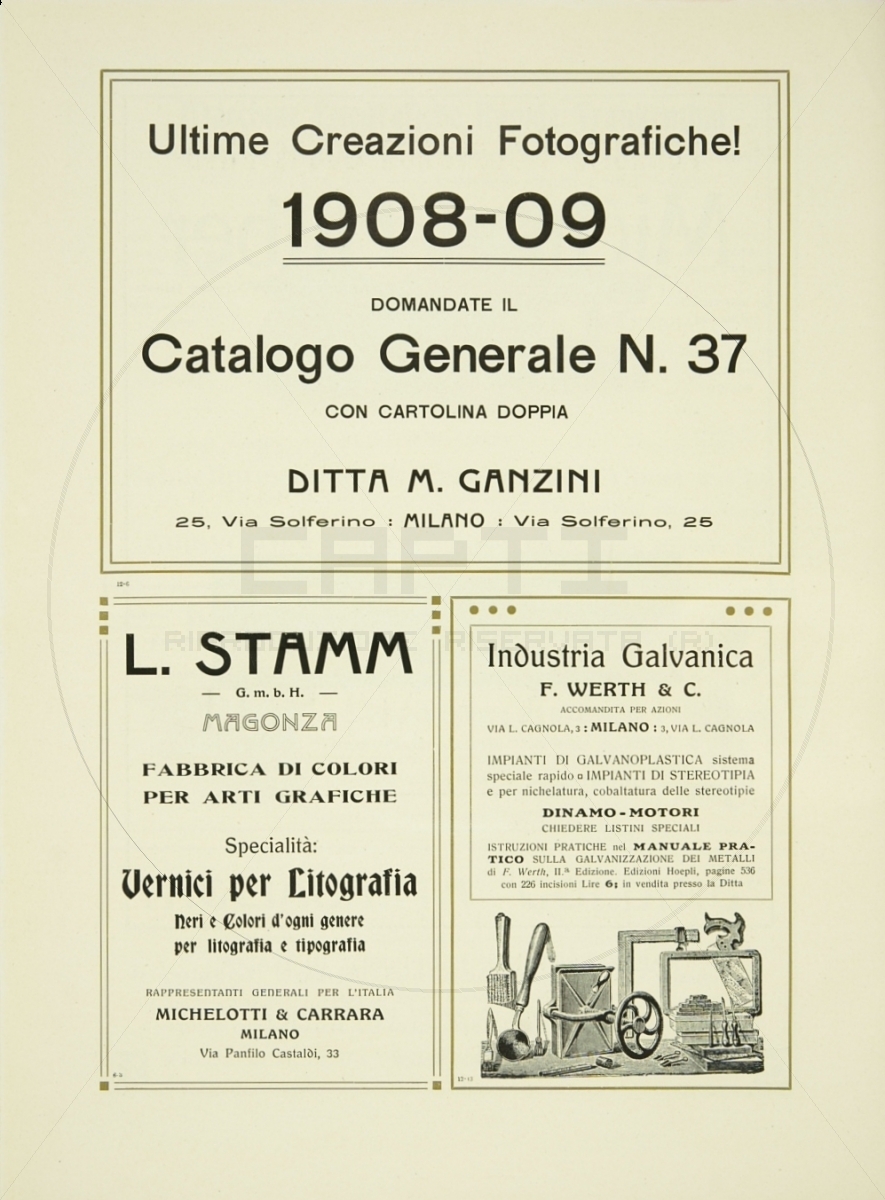 Ultime Creazioni Fotografiche!
1908-09
DOMANDATE IL
Catalogo Generale N. 37
CON CARTOLINA DOPPIA
DITTA M. GANZINI
25, Via Solferino : MILANO : Via Solferino, 25
CAPTI
12-6
L. STAMM
— G. m. b. H. —
MAGONZA
FABBRICA DI COLORI
PER ARTI GRAFICHE
Specialità:
Vernici per Litografia
Neri e Colori d'ogni genere
per litografia e tipografia
RAPPRESENTANTI GENERALI PER L'ITALIA
MICHELOTTI & CARRARA
MILANO
Via Panfilo Castaldi, 33
Industria Galvanica
F. WERTH & C.
ACCOMANDITA PER AZIONI
VIA L. CAGNOLA, 3 : MILANO : 3, VIA L. CAGNOLA
IMPIANTI DI GALVANOPLASTICA sistema
speciale rapido ¤ IMPIANTI DI STEREOTIPIA
e per nichelatura, cobaltatura delle stereotipie
DINAMO-MOTORI
CHIEDERE LISTINI SPECIALI
ISTRUZIONI PRATICHE nel MANUALE PRA-
TICO SULLA GALVANIZZAZIONE DEI METALLI
di F. Werth, II.ª Edizione. Edizioni Hoepli, pagine 536
con 226 incisioni Lire 6; in vendita presso la Ditta